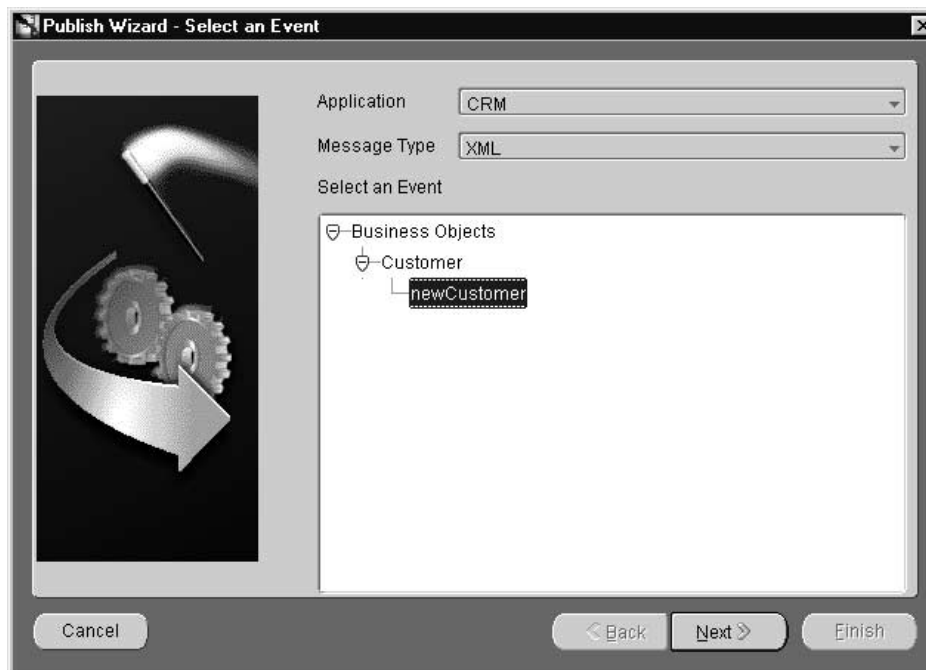 Publish Wizard - Select an Event
Application CRM
Message Type XML
Select an Event
Business Objects
Customer
newCustomer
Cancel Back Next Finish